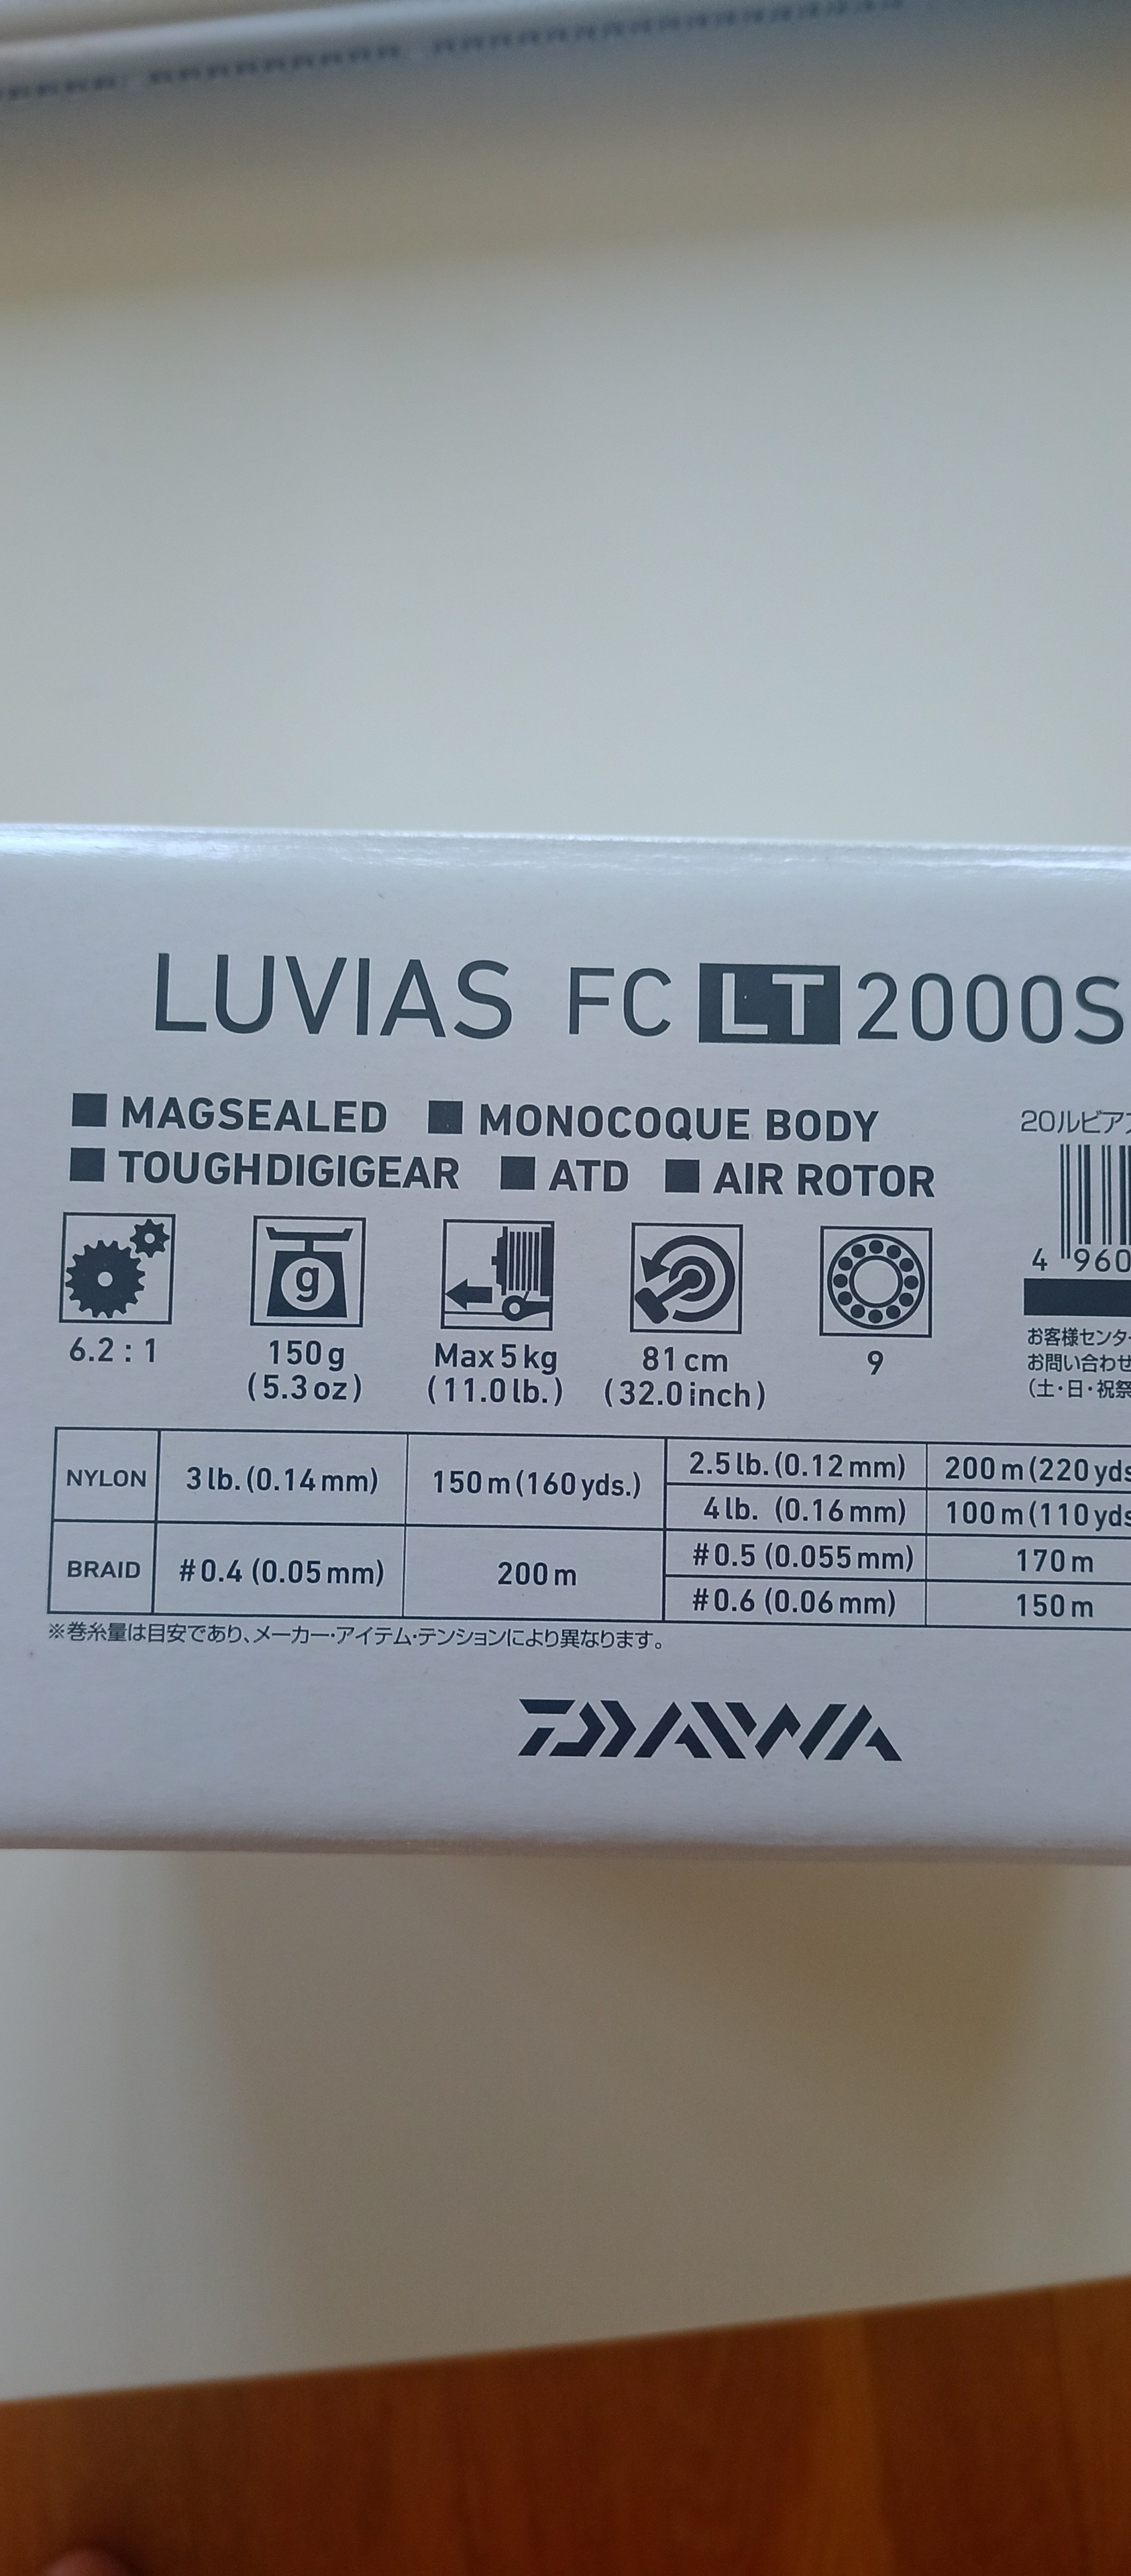 LUVIAS FC LT 2000S
■ MAGSEALED ■ MONOCOQUE BODY
■ TOUGHDIGIGEAR ■ ATD ■ AIR ROTOR
20ルビアス
4 960
g
6.2 : 1 150 g Max 5 kg 81 cm 9
(5.3 oz) (11.0 lb.) (32.0 inch)
お客様センター
お問い合わせ
(土・日・祝祭
NYLON 3 lb. (0.14 mm) 150 m (160 yds.) 2.5 lb. (0.12 mm) 200 m (220 yds
4 lb. (0.16 mm) 100 m (110 yds
BRAID #0.4 (0.05 mm) 200 m #0.5 (0.055 mm) 170 m
#0.6 (0.06 mm) 150 m
※巻糸量は目安であり、メーカー・アイテム・テンションにより異なります。
DAIWA